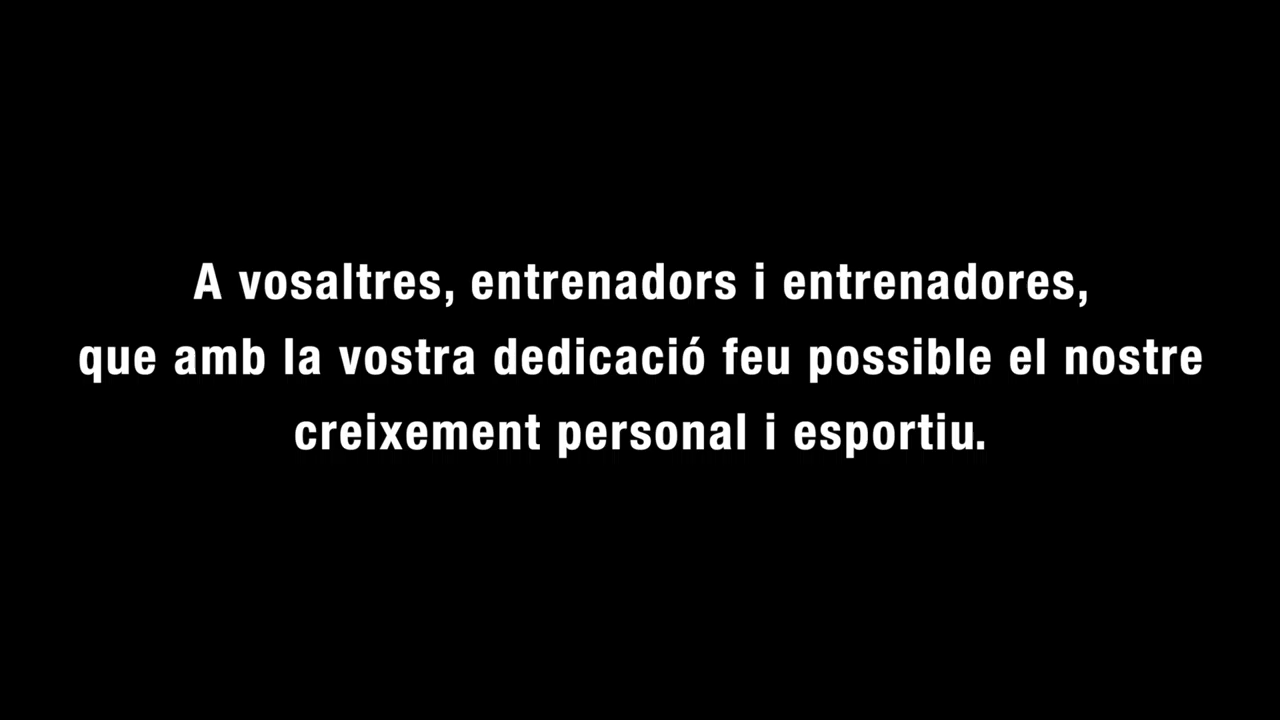 A vosaltres, entrenadors i entrenadores,
que amb la vostra dedicació feu possible el nostre
creixement personal i esportiu.